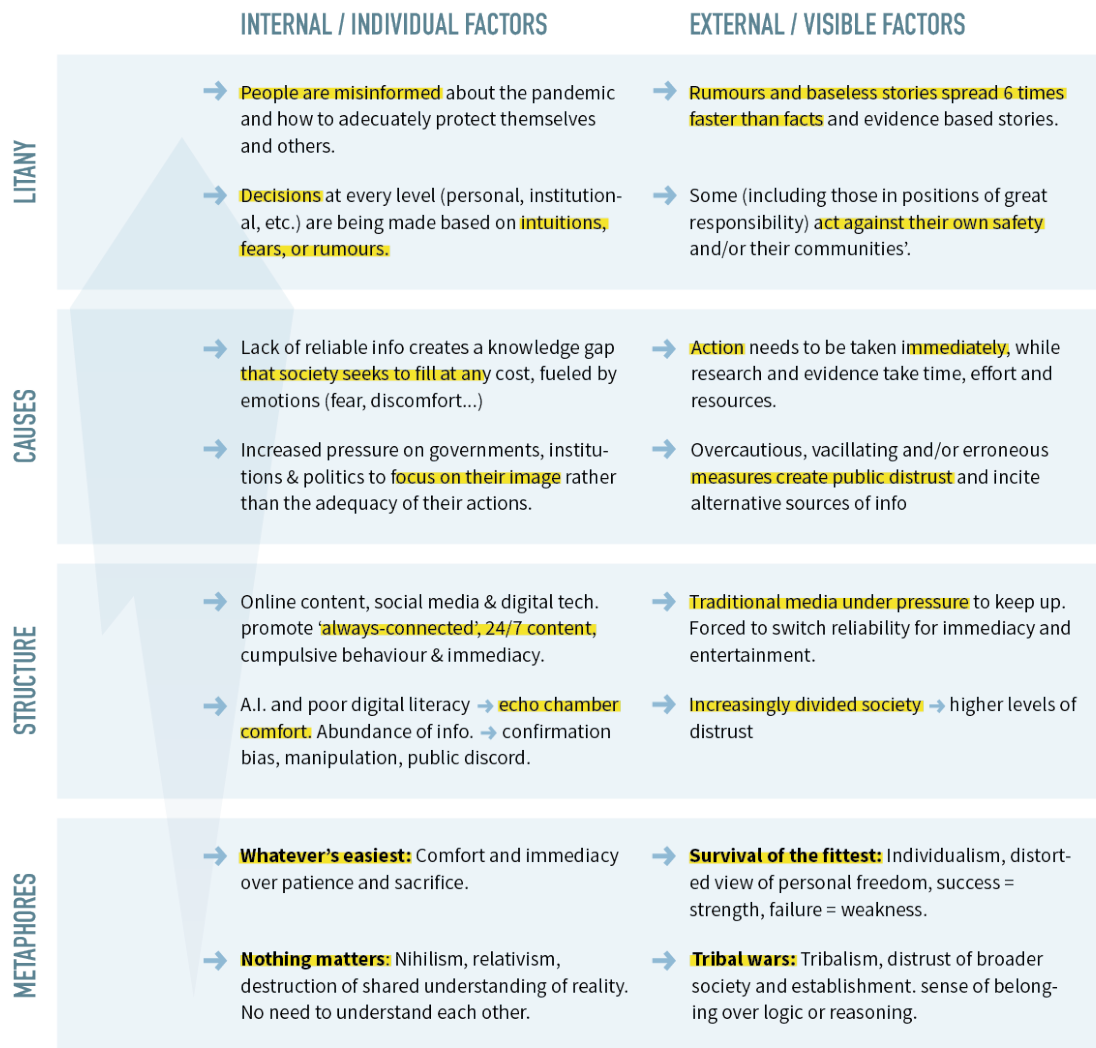 INTERNAL / INDIVIDUAL FACTORS
EXTERNAL / VISIBLE FACTORS
LITANY
People are misinformed about the pandemic
and how to adequately protect themselves
and others.
Decisions at every level (personal, institution-
al, etc.) are being made based on intuitions,
fears, or rumours.
Rumours and baseless stories spread 6 times
faster than facts and evidence based stories.
Some (including those in positions of great
responsibility) act against their own safety
and/or their communities’.
CAUSES
Lack of reliable info creates a knowledge gap
that society seeks to fill at any cost, fueled by
emotions (fear, discomfort...)
Increased pressure on governments, institu-
tions & politics to focus on their image rather
than the adequacy of their actions.
Action needs to be taken immediately, while
research and evidence take time, effort and
resources.
Overcautious, vacillating and/or erroneous
measures create public distrust and incite
alternative sources of info
STRUCTURE
Online content, social media & digital tech.
promote ‘always-connected’, 24/7 content,
cumpulsive behaviour & immediacy.
A.I. and poor digital literacy → echo chamber
comfort. Abundance of info. → confirmation
bias, manipulation, public discord.
Traditional media under pressure to keep up.
Forced to switch reliability for immediacy and
entertainment.
Increasingly divided society → higher levels of
distrust
METAPHORES
Whatever’s easiest: Comfort and immediacy
over patience and sacrifice.
Nothing matters: Nihilism, relativism,
destruction of shared understanding of reality.
No need to understand each other.
Survival of the fittest: Individualism, distort-
ed view of personal freedom, success =
strength, failure = weakness.
Tribal wars: Tribalism, distrust of broader
society and establishment. sense of belong-
ing over logic or reasoning.